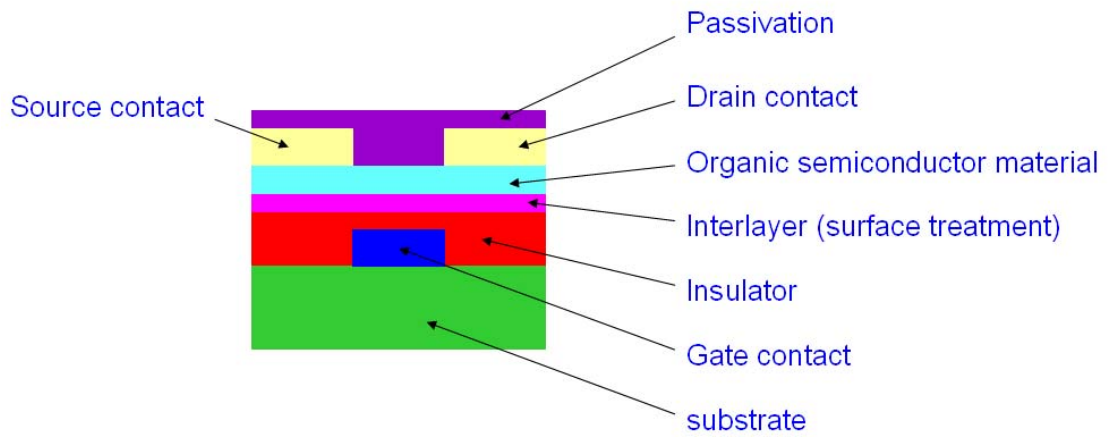 Passivation
Source contact
Drain contact
Organic semiconductor material
Interlayer (surface treatment)
Insulator
Gate contact
substrate